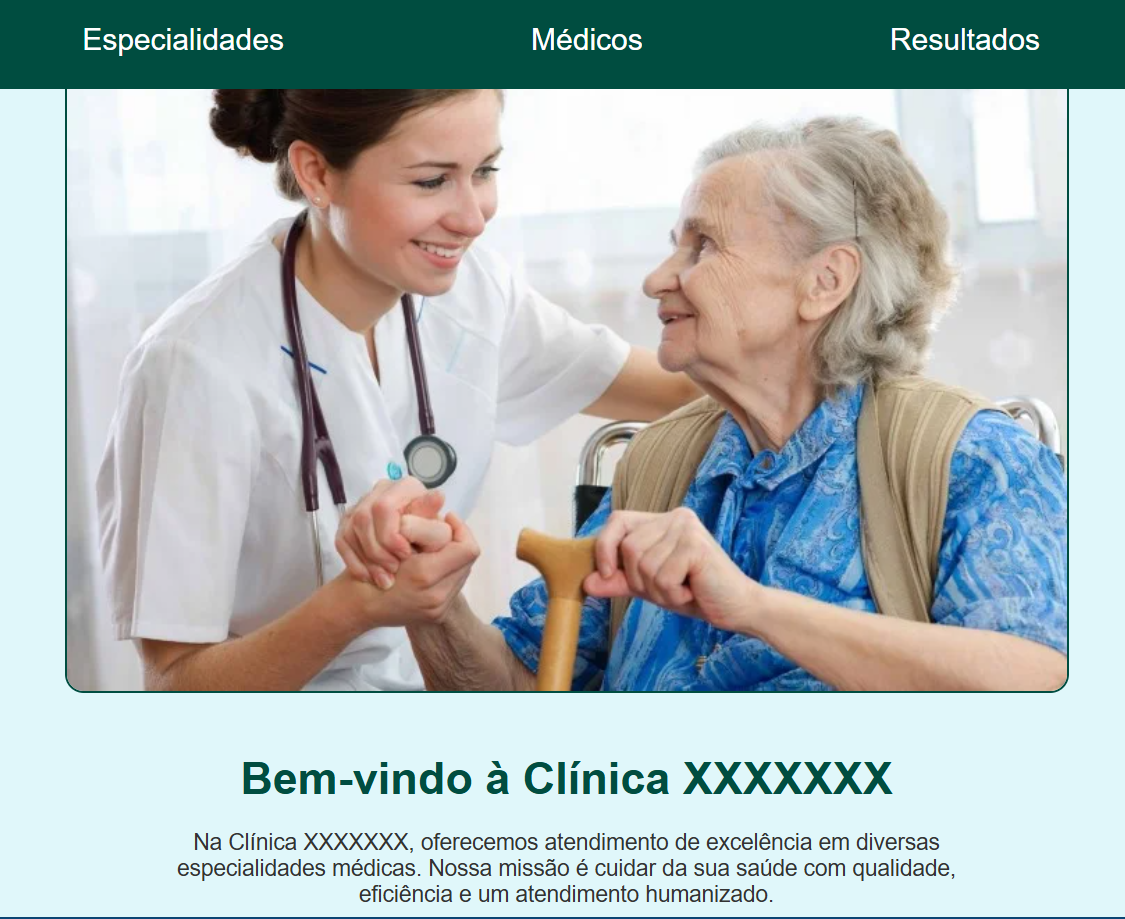 Especialidades Médicos Resultados
Bem-vindo à Clínica XXXXXXX
Na Clínica XXXXXXX, oferecemos atendimento de excelência em diversas
especialidades médicas. Nossa missão é cuidar da sua saúde com qualidade,
eficiência e um atendimento humanizado.